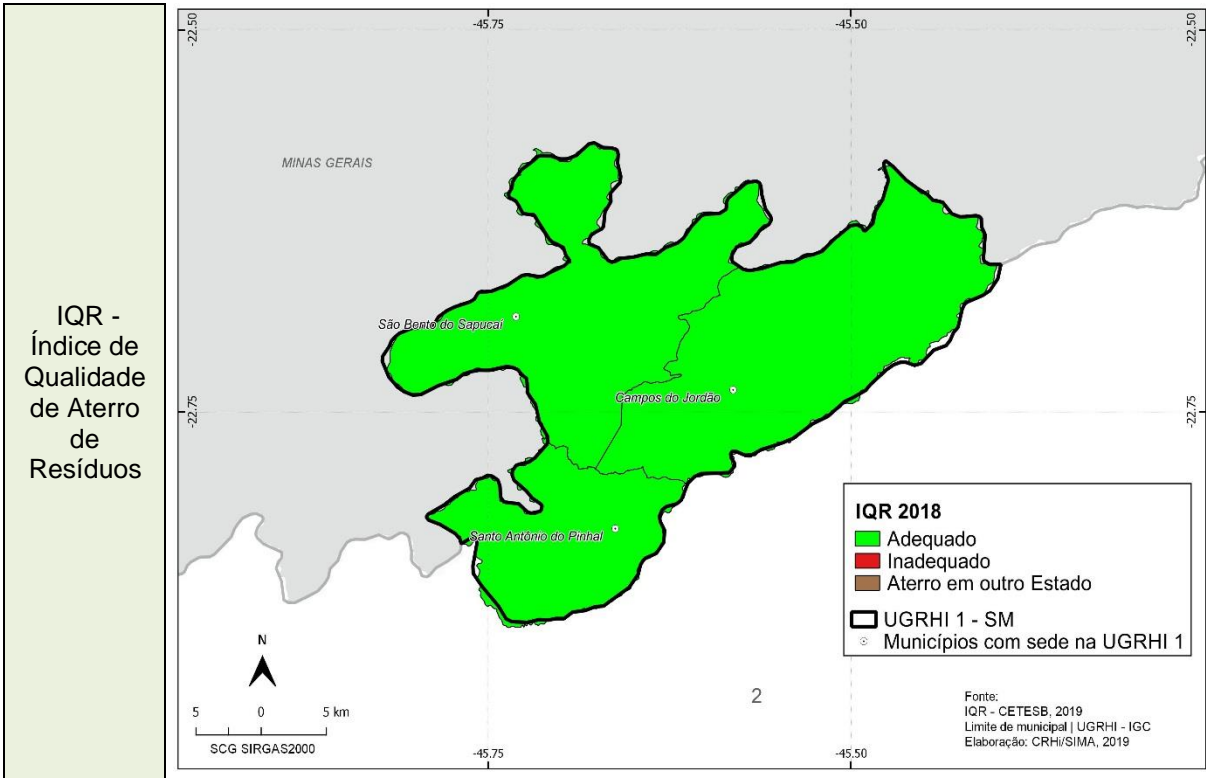 IQR -
Índice de
Qualidade
de Aterro
de
Resíduos
-45.75
-45.50
-22.50
-22.50
MINAS GERAIS
São Bento do Sapucaí
Campos do Jordão
-22.75
-22.75
Santo Antônio do Pinhal
IQR 2018
Adequado
Inadequado
Aterro em outro Estado
UGRHI 1 - SM
Municípios com sede na UGRHI 1
N
5 0 5 km
SCG SIRGAS2000
2
Fonte:
IQR - CETESB, 2019
Limite de municipal | UGRHI - IGC
Elaboração: CRHi/SIMA, 2019
-45.75
-45.50